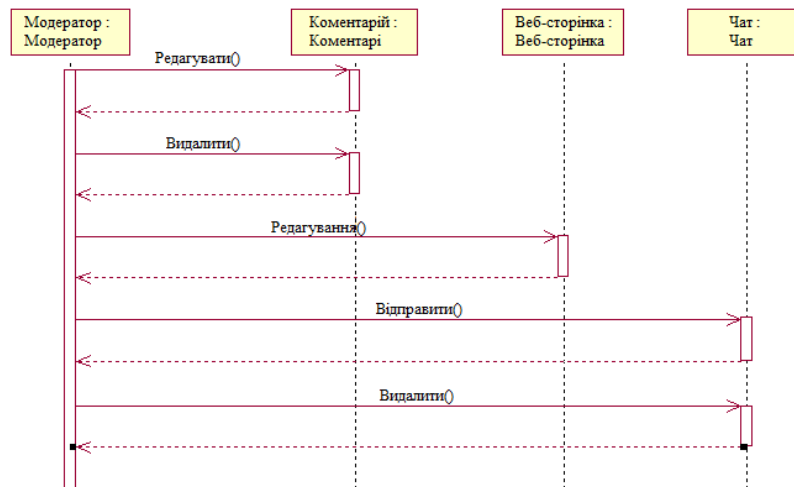 Модератор :
Модератор
Коментарій :
Коментарі
Веб-сторінка :
Веб-сторінка
Чат :
Чат
Редагувати()
Видалити()
Редагування()
Відправити()
Видалити()